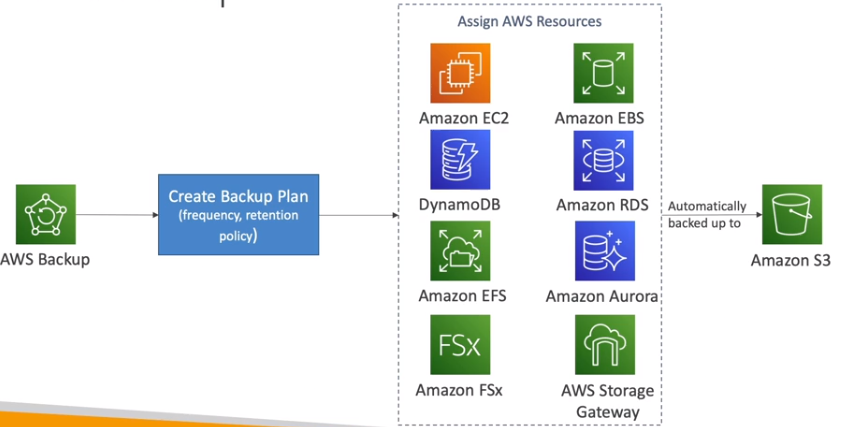 Assign AWS Resources
Amazon EC2
Amazon EBS
DynamoDB
Amazon RDS
Create Backup Plan
(frequency, retention
policy)
Automatically
backed up to
AWS Backup
Amazon S3
Amazon EFS
Amazon Aurora
FSx
Amazon FSx
AWS Storage
Gateway